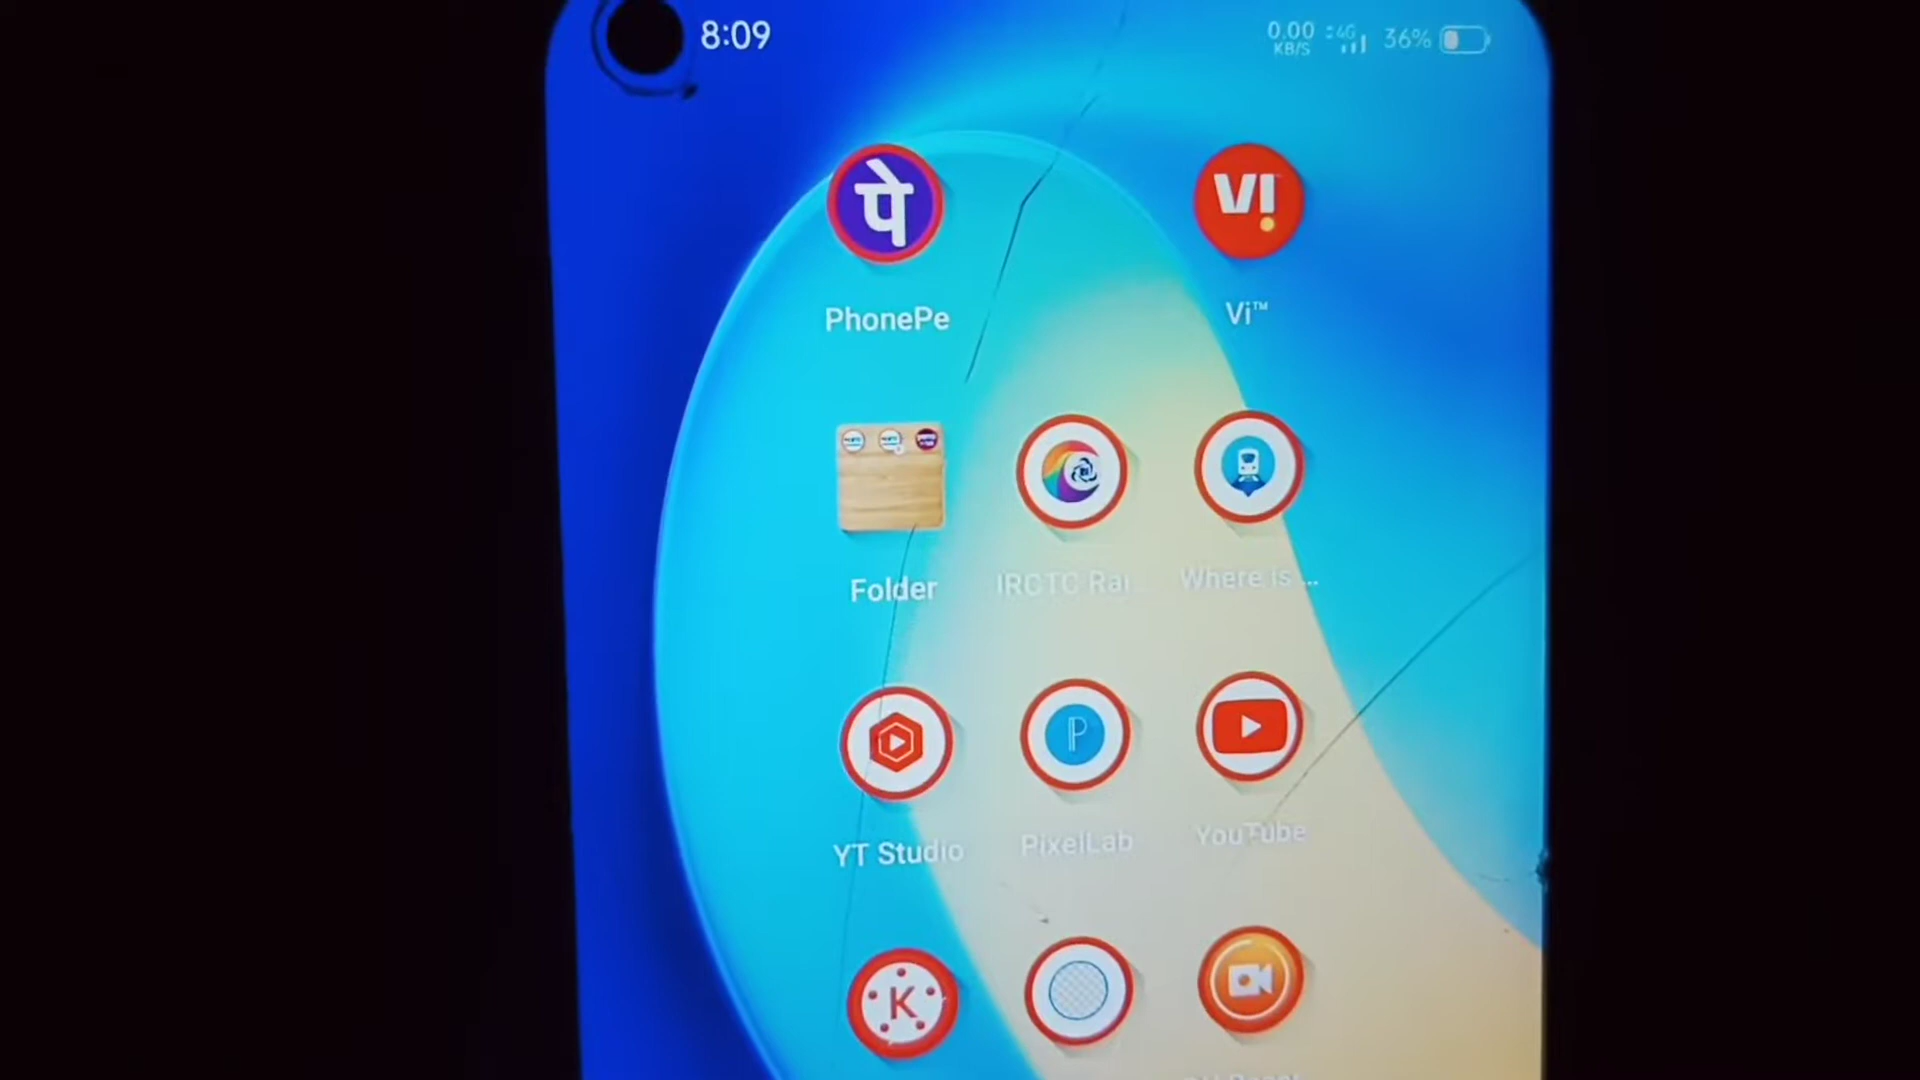 8:09
0.00 4G 36%
KB/S
पे
VI
PhonePe
Vi™
Folder
IRCTC Rai...
Where is ...
P
YT Studio
PixelLab
YouTube
K